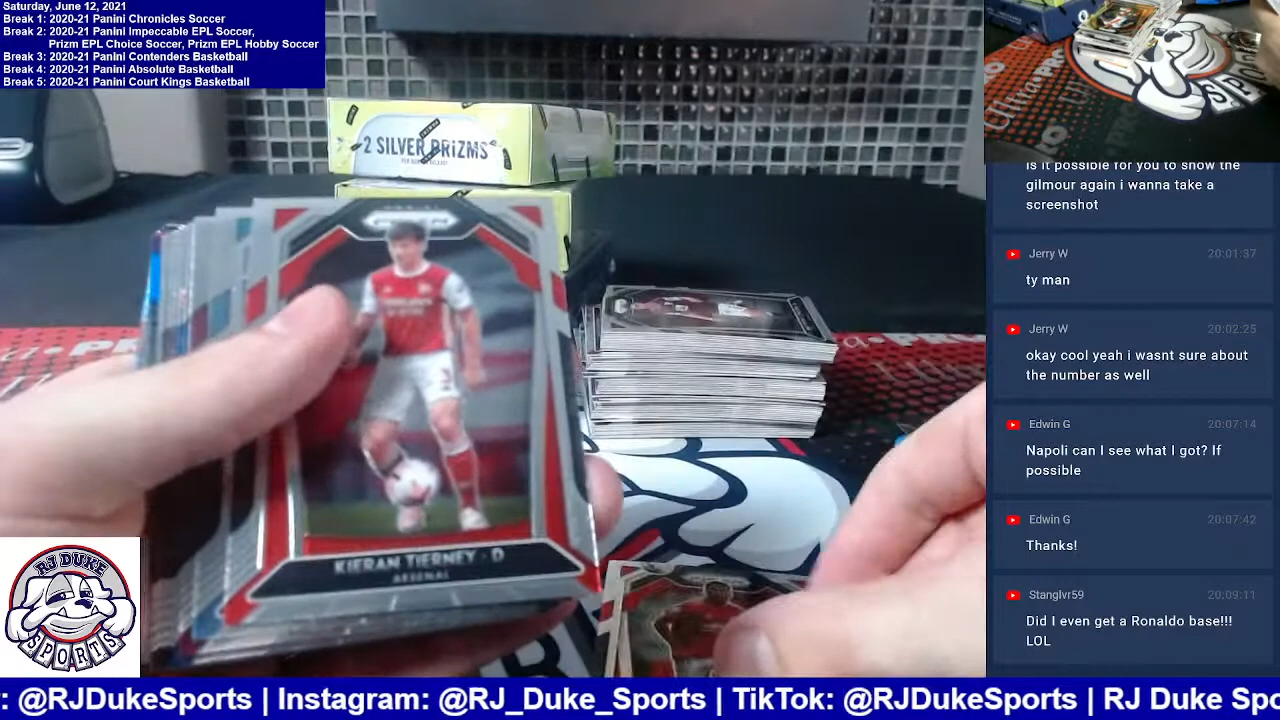 Saturday, June 12, 2021
Break 1: 2020-21 Panini Chronicles Soccer
Break 2: 2020-21 Panini Impeccable EPL Soccer,
Prizm EPL Choice Soccer, Prizm EPL Hobby Soccer
Break 3: 2020-21 Panini Contenders Basketball
Break 4: 2020-21 Panini Absolute Basketball
Break 5: 2020-21 Panini Court Kings Basketball
2 SILVER PRIZMS
KIERAN TIERNEY - D
ARSENAL
RJ DUKE
SPORTS
is it possible for you to show the
gilmour again i wanna take a
screenshot
Jerry W 20:01:37
ty man
Jerry W 20:02:25
okay cool yeah i wasnt sure about
the number as well
Edwin G 20:07:14
Napoli can I see what I got? If
possible
Edwin G 20:07:42
Thanks!
Stanglvr59 20:09:11
Did I even get a Ronaldo base!!!
LOL
: @RJDukeSports | Instagram: @RJ_Duke_Sports | TikTok: @RJDukeSports | RJ Duke Spo